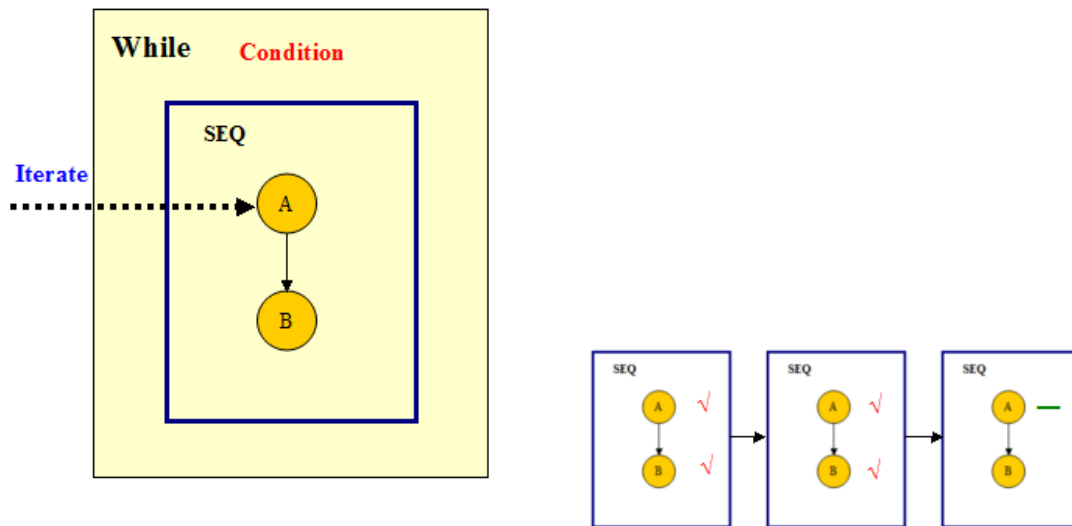 While Condition
SEQ
Iterate
A
B
SEQ SEQ SEQ
A √ A √ A —
B √ B √ B